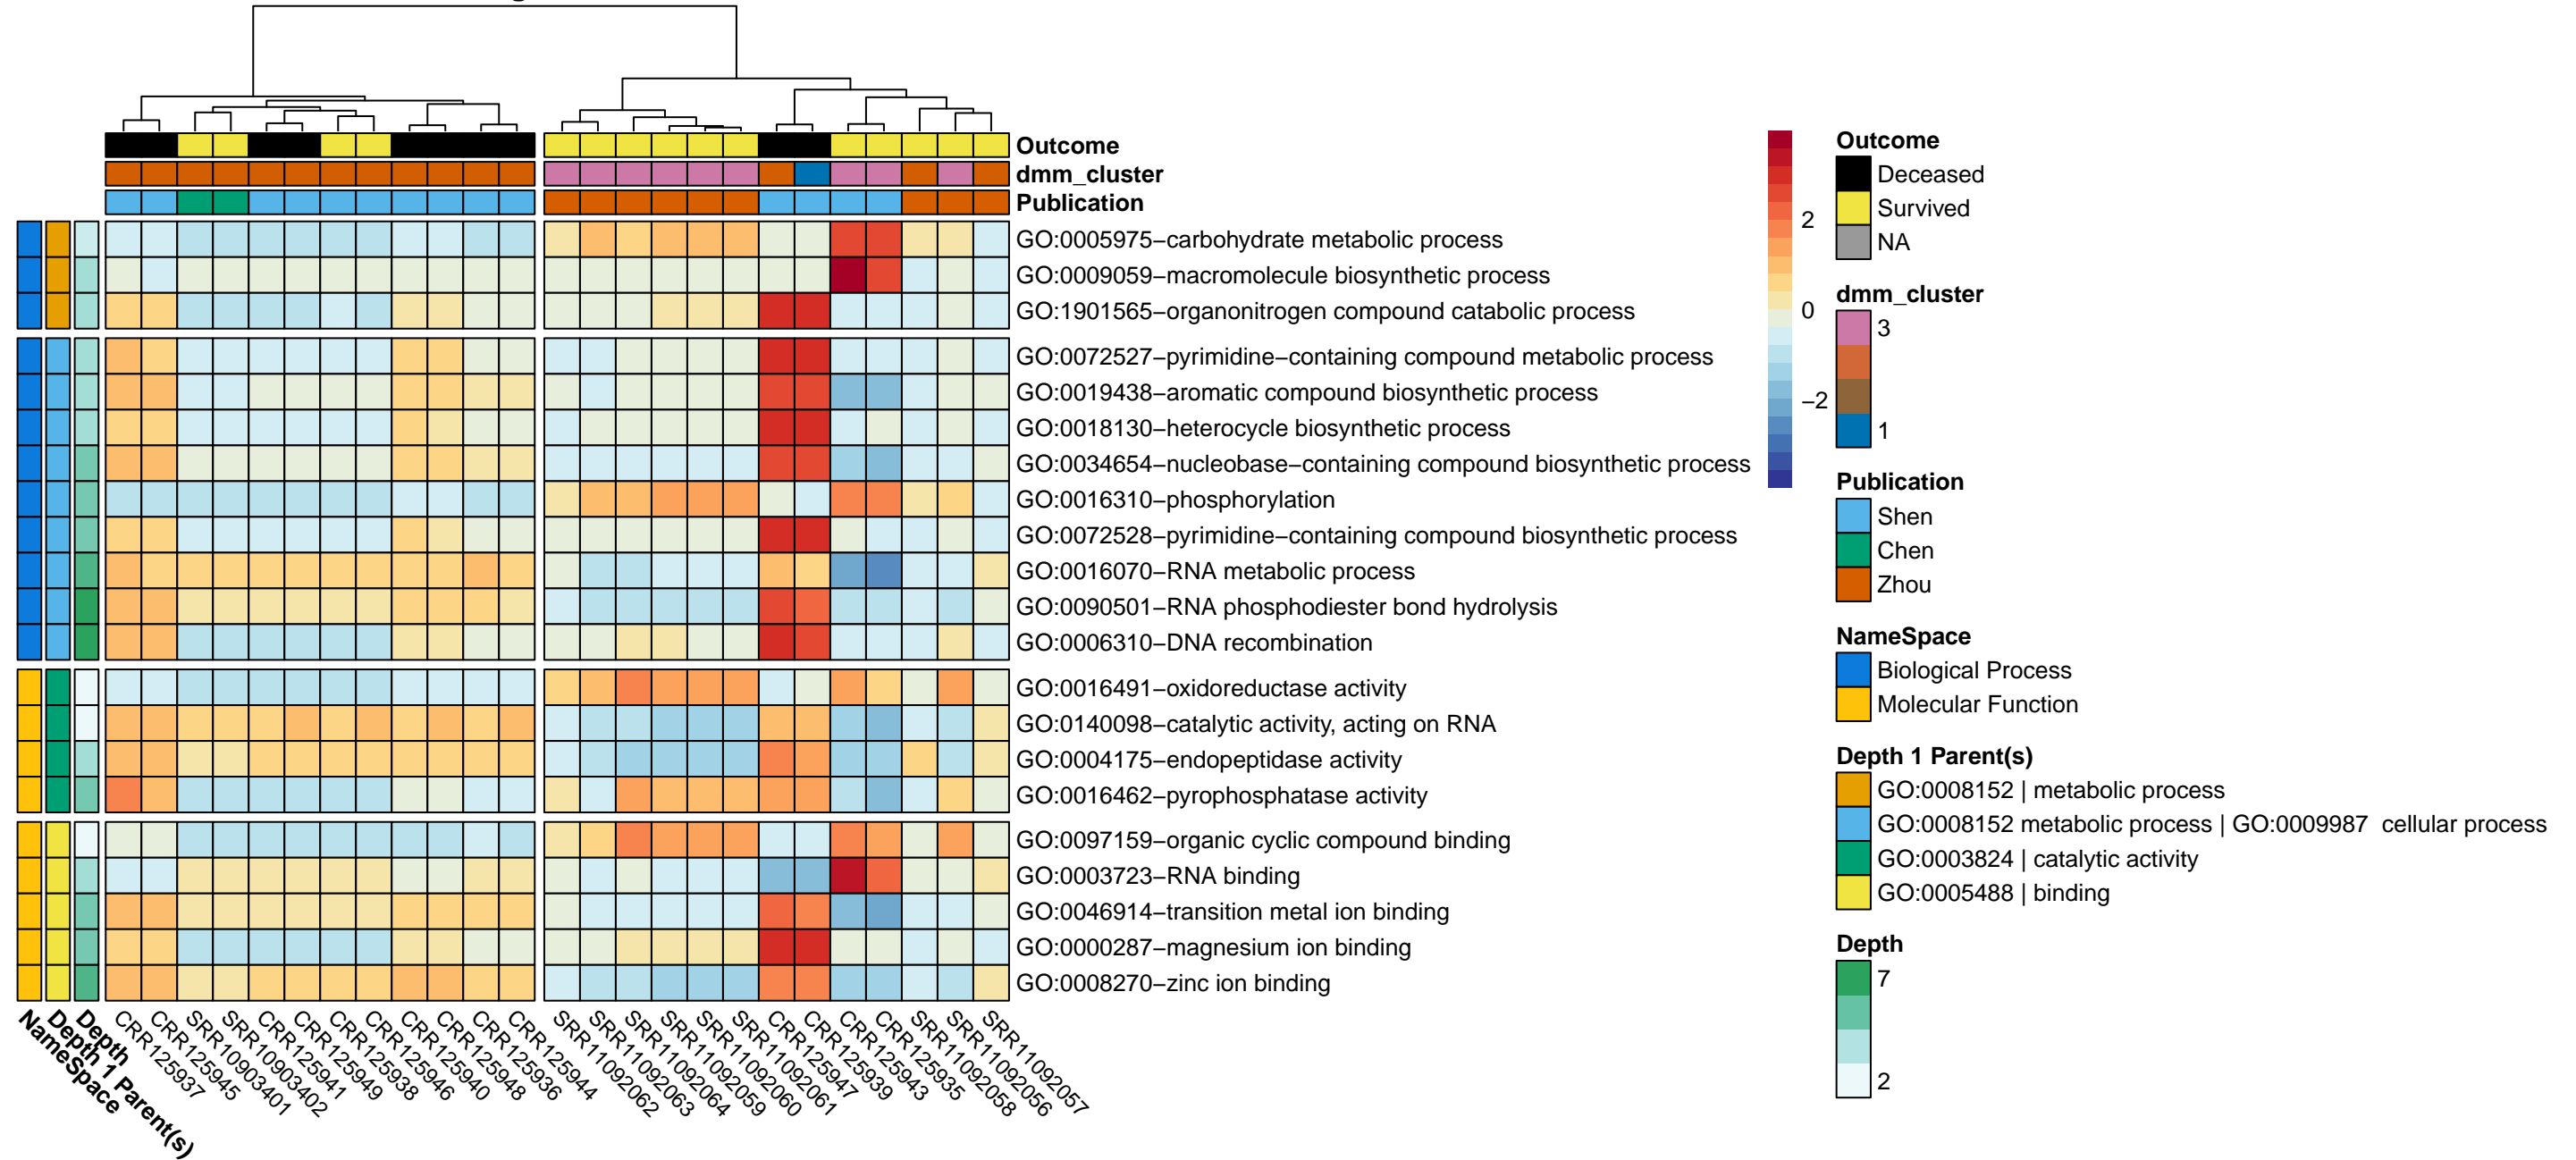 Outcome
dmm_cluster
Publication
GO:0005975−carbohydrate metabolic process
GO:0009059−macromolecule biosynthetic process
GO:1901565−organonitrogen compound catabolic process
GO:0072527−pyrimidine−containing compound metabolic process
GO:0019438−aromatic compound biosynthetic process
GO:0018130−heterocycle biosynthetic process
GO:0034654−nucleobase−containing compound biosynthetic process
GO:0016310−phosphorylation
GO:0072528−pyrimidine−containing compound biosynthetic process
GO:0016070−RNA metabolic process
GO:0090501−RNA phosphodiester bond hydrolysis
GO:0006310−DNA recombination
GO:0016491−oxidoreductase activity
GO:0140098−catalytic activity, acting on RNA
GO:0004175−endopeptidase activity
GO:0016462−pyrophosphatase activity
GO:0097159−organic cyclic compound binding
GO:0003723−RNA binding
GO:0046914−transition metal ion binding
GO:0000287−magnesium ion binding
GO:0008270−zinc ion binding
NameSpace
Depth 1 Parent(s)
Depth
CRR125937
CRR125945
SRR10903401
SRR10903402
CRR125941
CRR125949
CRR125938
CRR125946
CRR125940
CRR125948
CRR125936
CRR125944
SRR11092062
SRR11092063
SRR11092064
SRR11092059
SRR11092060
SRR11092061
CRR125947
CRR125939
CRR125943
CRR125935
SRR11092058
SRR11092056
SRR11092057
2
0
−2
Outcome
Deceased
Survived
NA
dmm_cluster
3
1
Publication
Shen
Chen
Zhou
NameSpace
Biological Process
Molecular Function
Depth 1 Parent(s)
GO:0008152 | metabolic process
GO:0008152 metabolic process | GO:0009987  cellular process
GO:0003824 | catalytic activity
GO:0005488 | binding
Depth
7
2